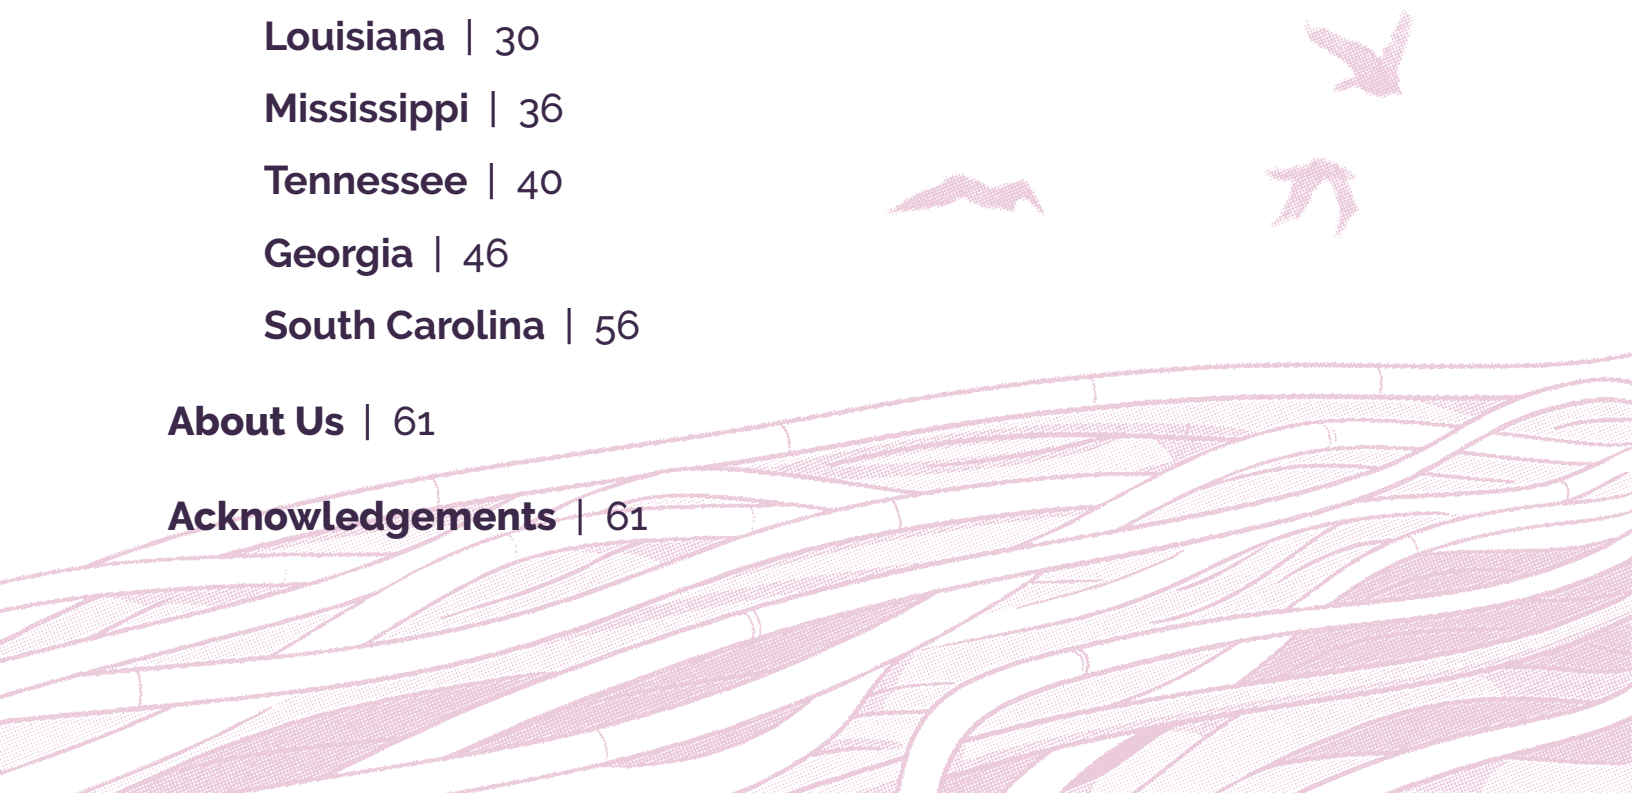 Louisiana | 30
Mississippi | 36
Tennessee | 40
Georgia | 46
South Carolina | 56
About Us | 61
Acknowledgements | 61